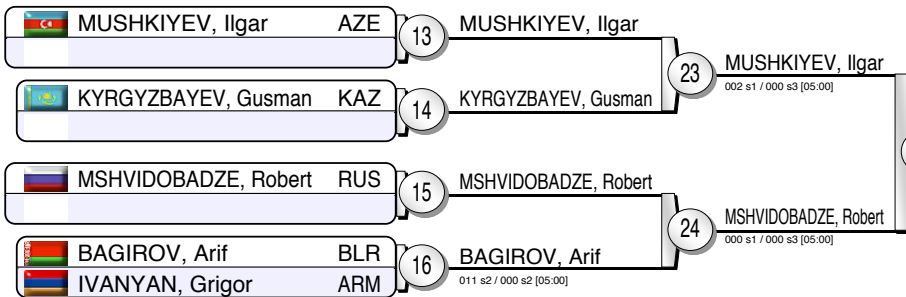 MUSHKIYEV, Ilgar AZE
13
MUSHKIYEV, Ilgar
23
MUSHKIYEV, Ilgar
002 s1 / 000 s3 [05:00]
KYRGYZBAYEV, Gusman KAZ
14
KYRGYZBAYEV, Gusman
MSHVIDOBADZE, Robert RUS
15
MSHVIDOBADZE, Robert
24
MSHVIDOBADZE, Robert
000 s1 / 000 s3 [05:00]
BAGIROV, Arif BLR
IVANYAN, Grigor ARM
16
BAGIROV, Arif
011 s2 / 000 s2 [05:00]